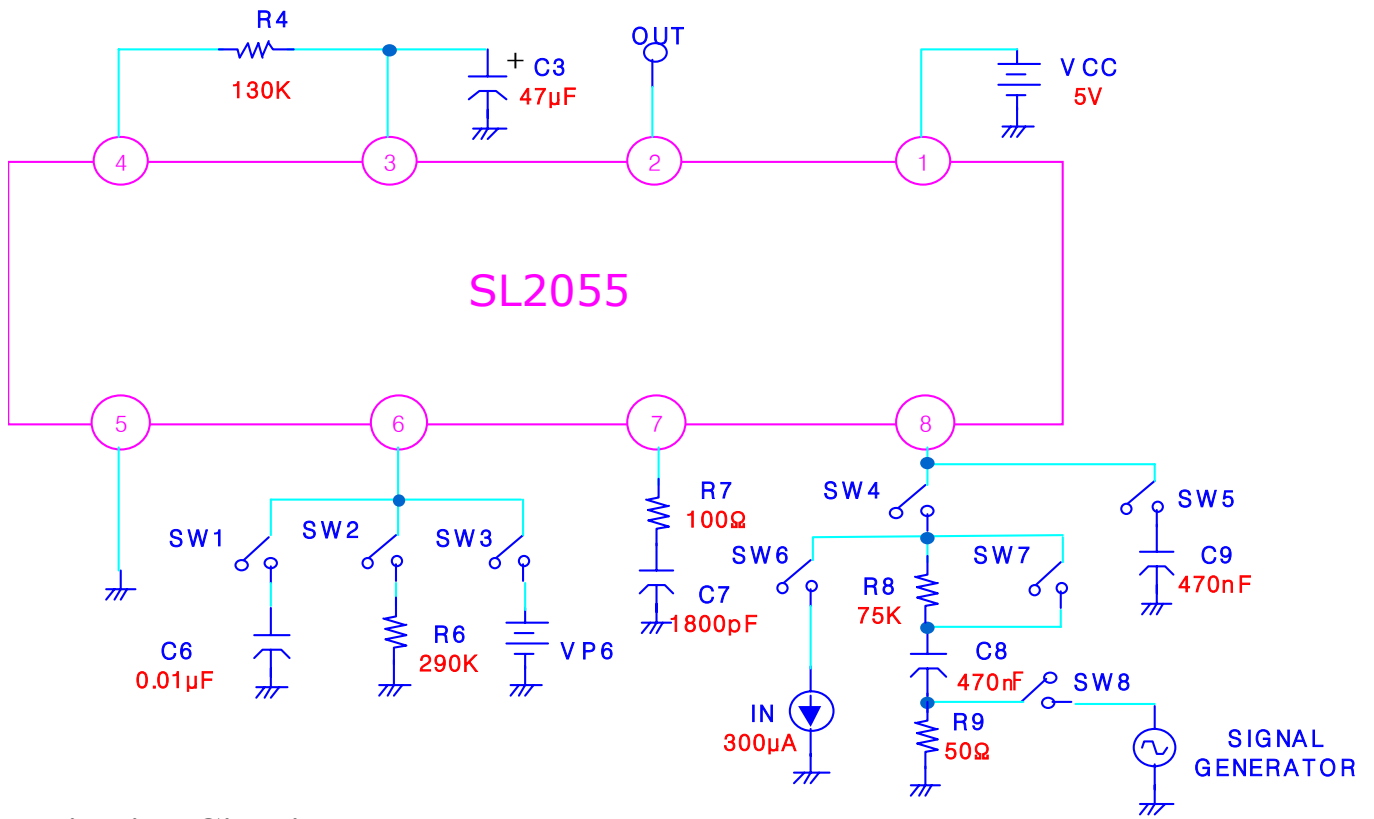 R4
130K
+ C3
47µF
OUT
VCC
5V
4
3
2
1
SL2055
5
6
7
8
SW1
SW2
SW3
C6
0.01µF
R6
290K
VP6
R7
100Ω
C7
1800pF
SW4
SW5
SW6
SW7
R8
75K
C9
470nF
C8
470nF
SW8
IN
300µA
R9
50Ω
SIGNAL
GENERATOR